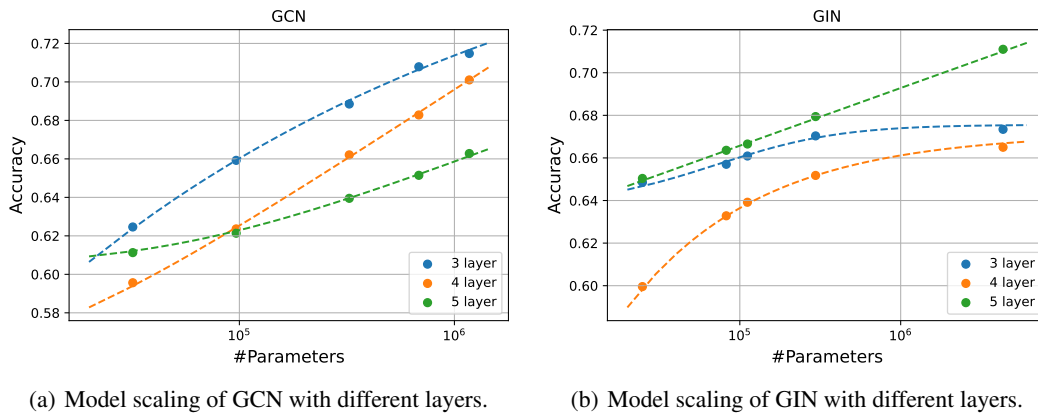 GCN
0.72
0.70
0.68
0.66
0.64
0.62
0.60
0.58
Accuracy
10^5
10^6
#Parameters
3 layer
4 layer
5 layer
(a) Model scaling of GCN with different layers.
GIN
0.72
0.70
0.68
0.66
0.64
0.62
0.60
Accuracy
10^5
10^6
#Parameters
3 layer
4 layer
5 layer
(b) Model scaling of GIN with different layers.